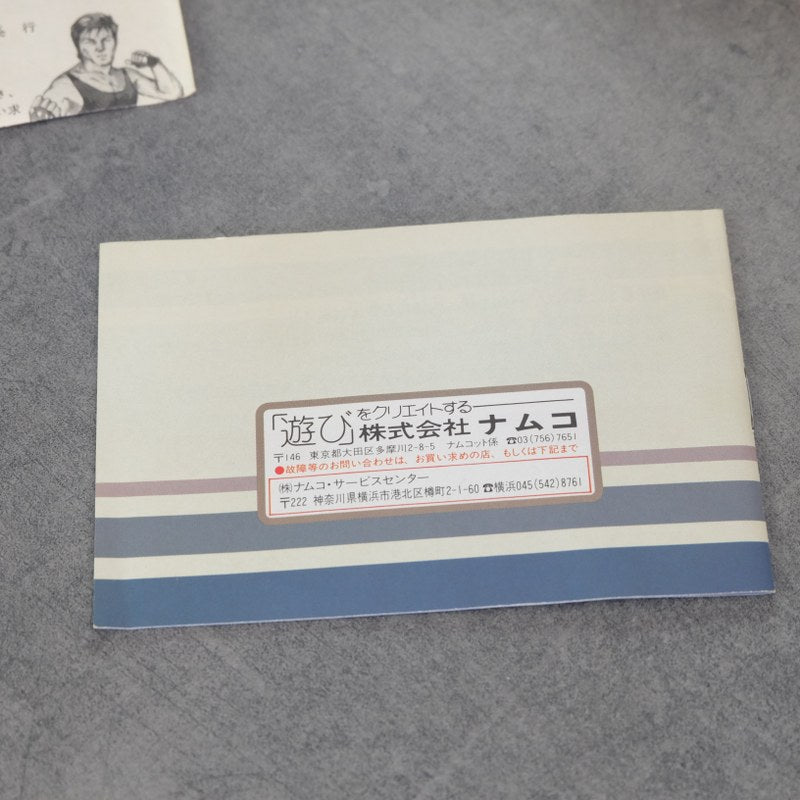 行
い求
「遊び」をクリエイトする
株式会社ナムコ
〒146 東京都大田区多摩川2-8-5 ナムコット係 ☎03(756)7651
●故障等のお問い合わせは、お買い求めの店、もしくは下記まで
㈱ナムコ・サービスセンター
〒222 神奈川県横浜市港北区樽町2-1-60 ☎横浜045(542)8761